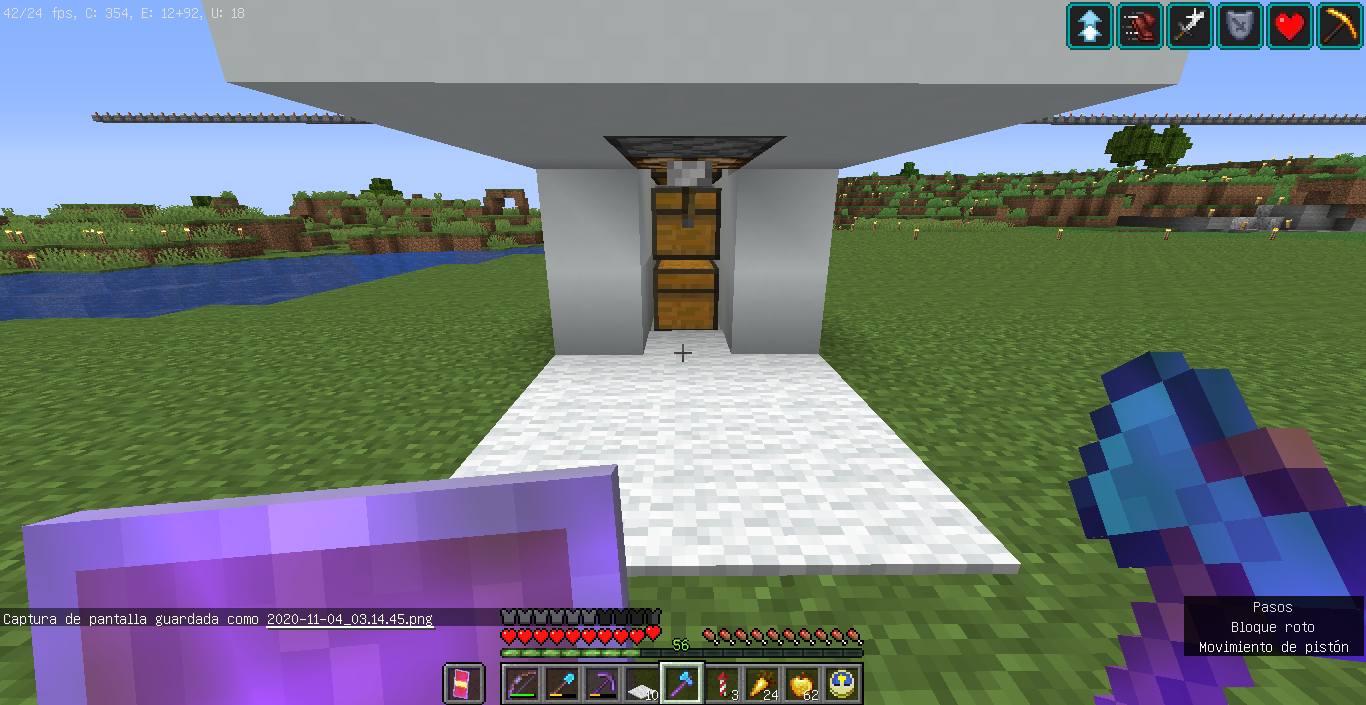 42/24 fps, C: 354, E: 12+92, U: 18
Captura de pantalla guardada como 2020-11-04_03.14.45.png
Pasos
Bloque roto
Movimiento de pistón
56
10
3
24
62